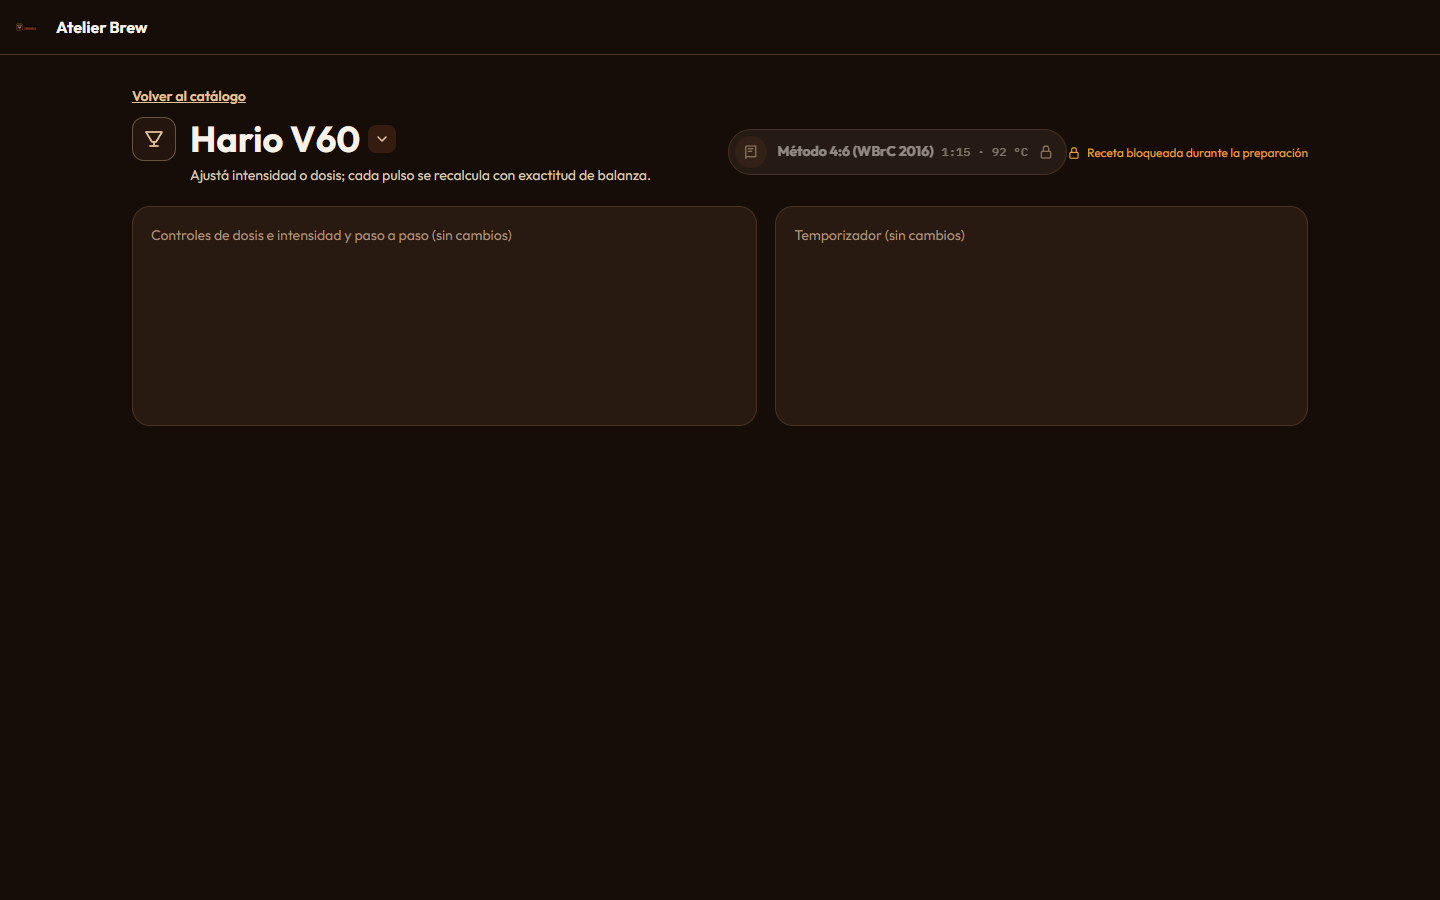 Atelier Brew
Volver al catálogo
Hario V60
Ajustá intensidad o dosis; cada pulso se recalcula con exactitud de balanza.
Método 4:6 (WBrC 2016) 1:15 · 92 °C
Receta bloqueada durante la preparación
Controles de dosis e intensidad y paso a paso (sin cambios)
Temporizador (sin cambios)